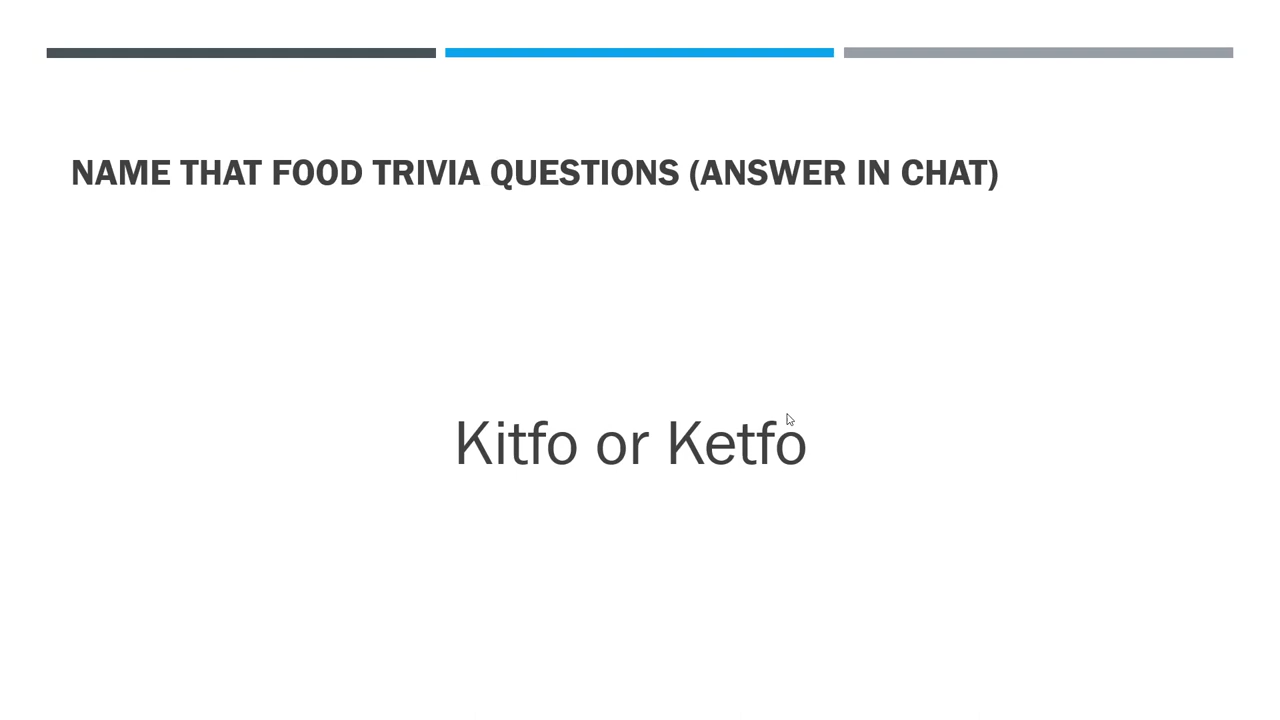 NAME THAT FOOD TRIVIA QUESTIONS (ANSWER IN CHAT)
Kitfo or Ketfo